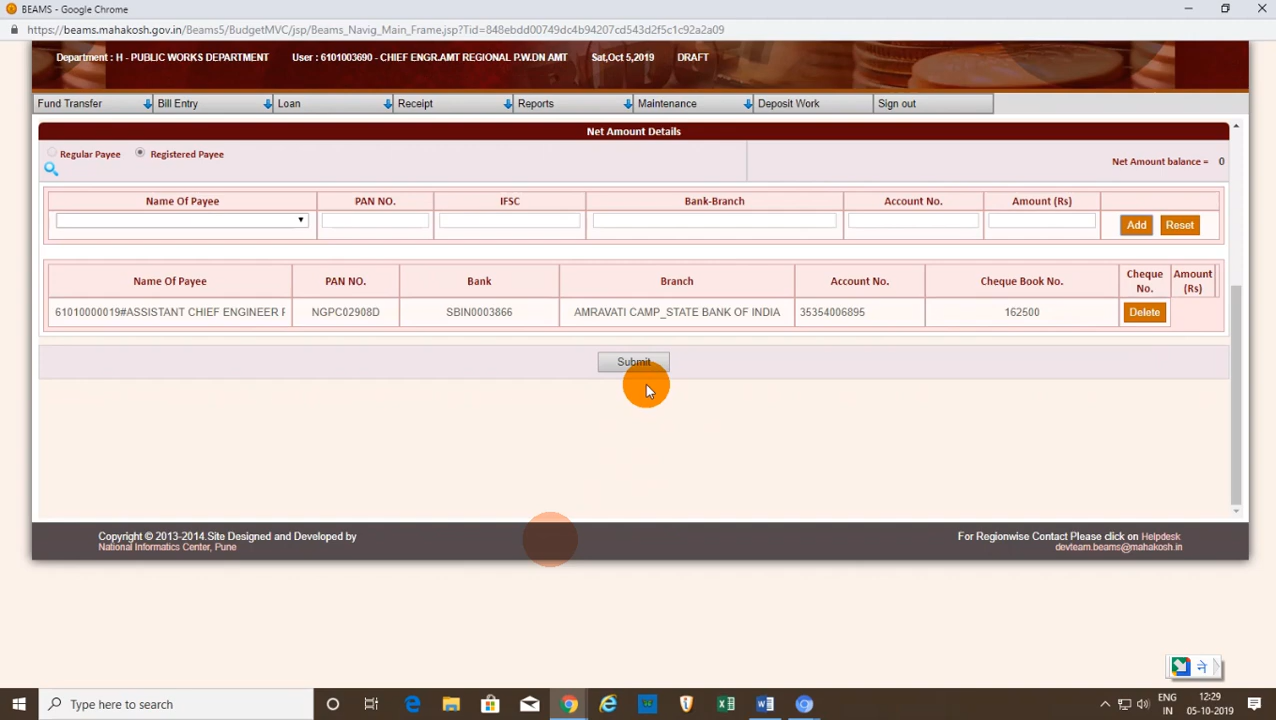 BEAMS - Google Chrome
https://beams.mahakosh.gov.in/Beams5/BudgetMVC/jsp/Beams_Navig_Main_Frame.jsp?Tid=848ebdd00749dc4b94207cd543d2f5c1c92a2a09
Department : H - PUBLIC WORKS DEPARTMENT User : 6101003690 - CHIEF ENGR.AMT REGIONAL P.W.DN AMT Sat,Oct 5,2019 DRAFT
Fund Transfer Bill Entry Loan Receipt Reports Maintenance Deposit Work Sign out
Net Amount Details
Regular Payee Registered Payee
Net Amount balance = 0
Name Of Payee PAN NO. IFSC Bank-Branch Account No. Amount (Rs)
Add Reset
Name Of Payee PAN NO. Bank Branch Account No. Cheque Book No. Cheque No. Amount (Rs)
61010000019#ASSISTANT CHIEF ENGINEER NGPC02908D SBIN0003866 AMRAVATI CAMP_STATE BANK OF INDIA 35354006895 162500 Delete
Submit
Copyright © 2013-2014.Site Designed and Developed by
National Informatics Center, Pune
For Regionwise Contact Please click on Helpdesk
devteam.beams@mahakosh.in
ने
Type here to search
ENG
IN
12:29
05-10-2019